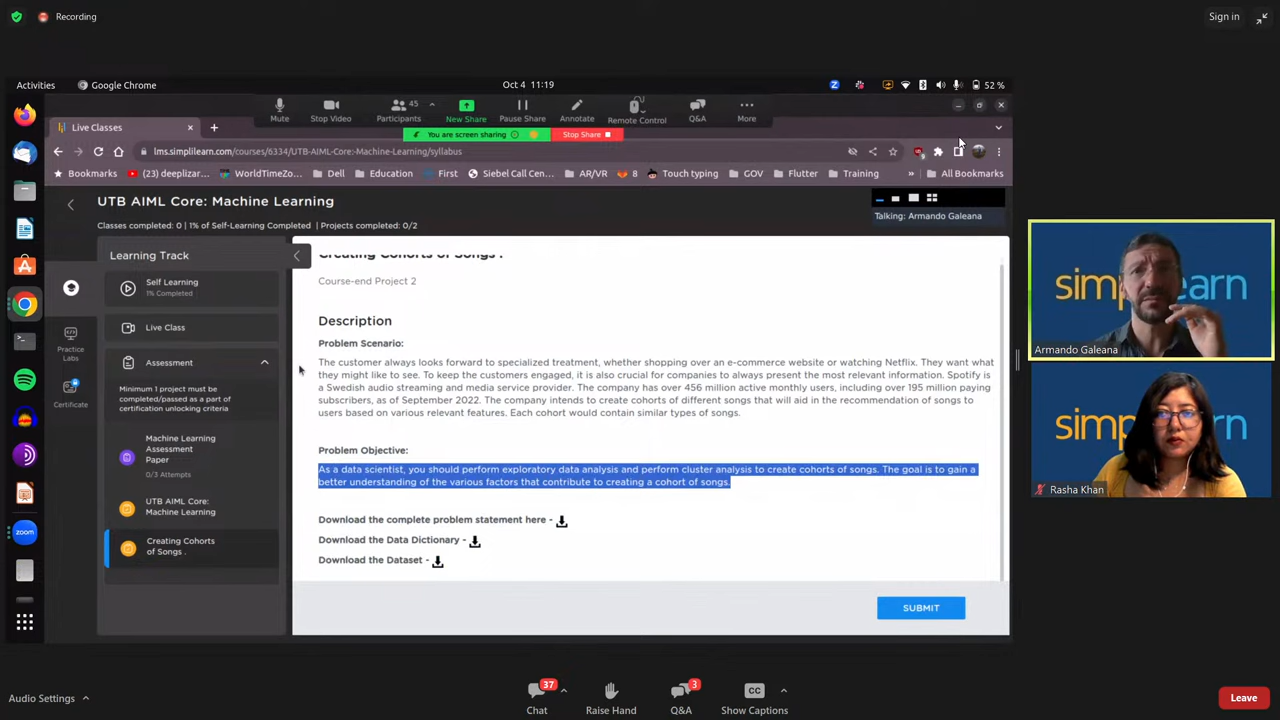 Recording
Sign in
Activities
Google Chrome
Oct 4 11:19
52 %
Mute
Stop Video
45
Participants
New Share
Pause Share
Annotate
Remote Control
Q&A
More
Live Classes
You are screen sharing
Stop Share
lms.simplilearn.com/courses/6334/UTB-AIML-Core:-Machine-Learning/syllabus
Bookmarks
(23) deeplizar...
WorldTimeZo...
Dell
Education
First
Siebel Call Cen...
AR/VR
8
Touch typing
GOV
Flutter
Training
»
All Bookmarks
UTB AIML Core: Machine Learning
Talking: Armando Galeana
Classes completed: 0 | 1% of Self-Learning Completed | Projects completed: 0/2
Learning Track
Self Learning
1% Completed
Live Class
Assessment
Minimum 1 project must be
completed/passed as a part of
certification unlocking criteria
Machine Learning
Assessment
Paper
0/3 Attempts
UTB AIML Core:
Machine Learning
Creating Cohorts
of Songs .
Practice
Labs
Certificate
Creating Cohorts of Songs .
Course-end Project 2
Description
Problem Scenario:
The customer always looks forward to specialized treatment, whether shopping over an e-commerce website or watching Netflix. They want what
they might like to see. To keep the customers engaged, it is also crucial for companies to always present the most relevant information. Spotify is
a Swedish audio streaming and media service provider. The company has over 456 million active monthly users, including over 195 million paying
subscribers, as of September 2022. The company intends to create cohorts of different songs that will aid in the recommendation of songs to
users based on various relevant features. Each cohort would contain similar types of songs.
Problem Objective:
As a data scientist, you should perform exploratory data analysis and perform cluster analysis to create cohorts of songs. The goal is to gain a
better understanding of the various factors that contribute to creating a cohort of songs.
Download the complete problem statement here -
Download the Data Dictionary -
Download the Dataset -
SUBMIT
zoom
Armando Galeana
Rasha Khan
Audio Settings
37
Chat
Raise Hand
3
Q&A
CC
Show Captions
Leave